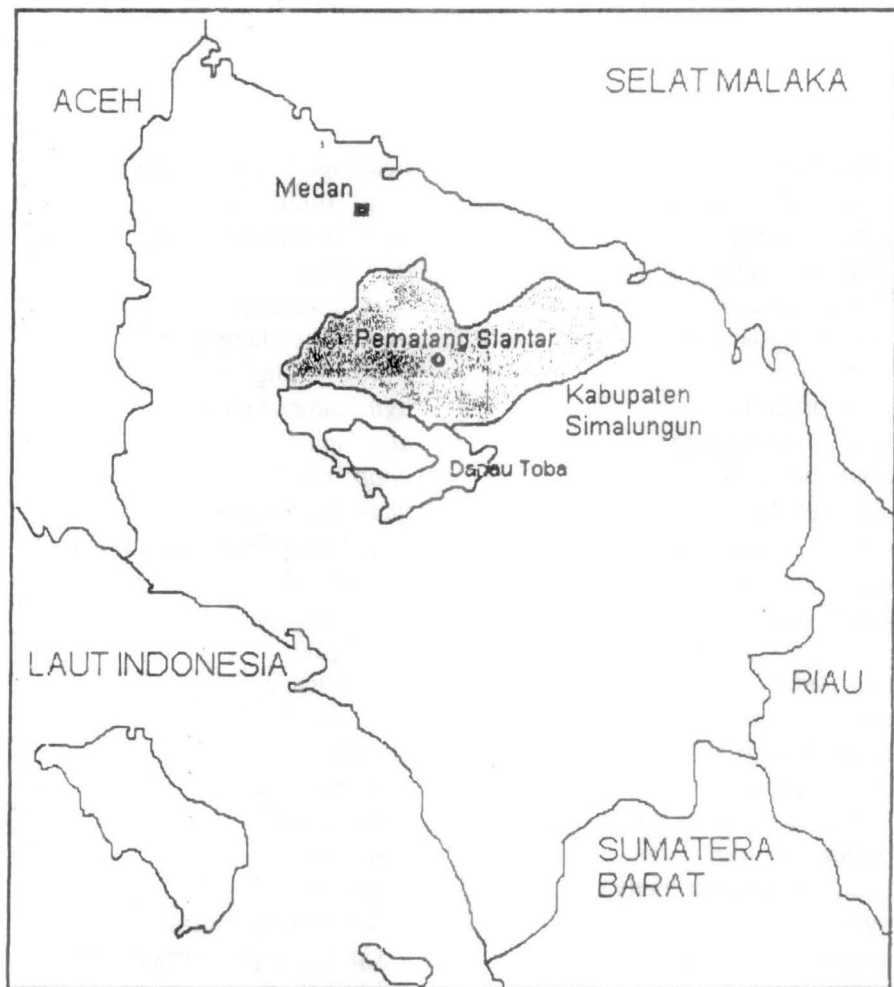 ACEH
SELAT MALAKA
Medan
Pematang Siantar
Kabupaten
Simalungun
Danau Toba
LAUT INDONESIA
RIAU
SUMATERA
BARAT